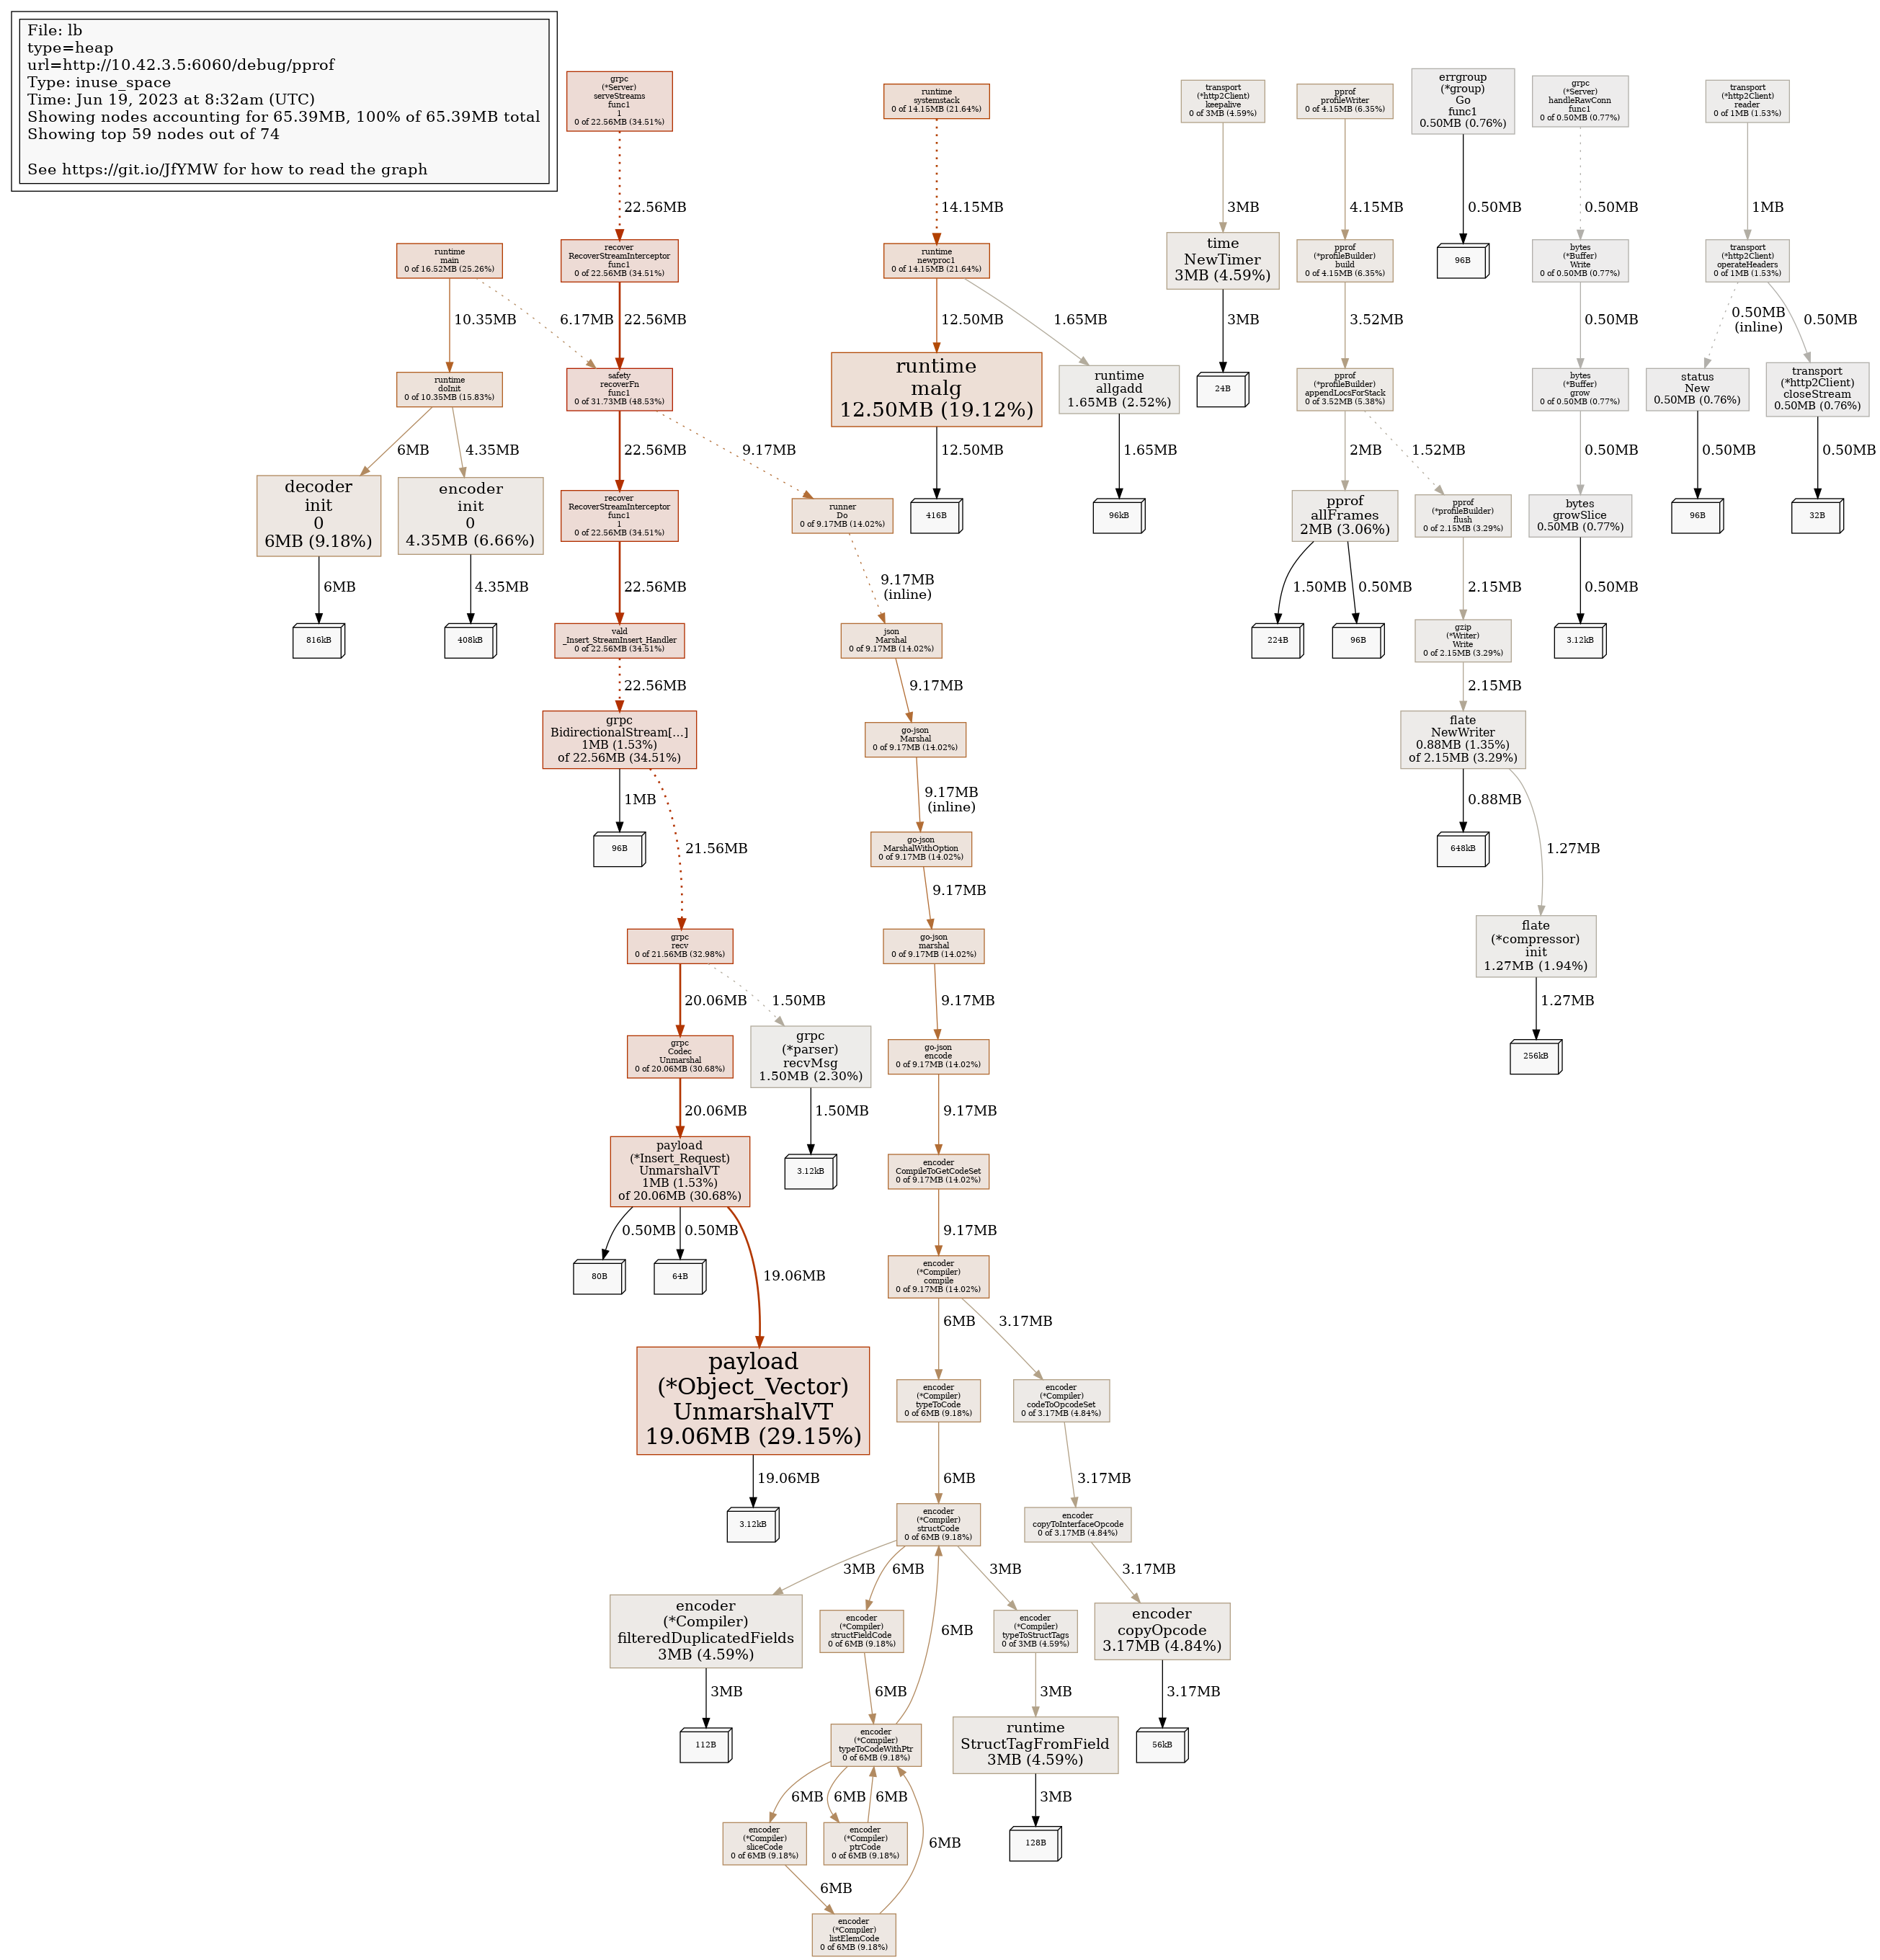 File: lb
type=heap
url=http://10.42.3.5:6060/debug/pprof
Type: inuse_space
Time: Jun 19, 2023 at 8:32am (UTC)
Showing nodes accounting for 65.39MB, 100% of 65.39MB total
Showing top 59 nodes out of 74
See https://git.io/JfYMW for how to read the graph
grpc
(*Server)
serveStreams
func1
1
0 of 22.56MB (34.51%)
runtime
systemstack
0 of 14.15MB (21.64%)
transport
(*http2Client)
keepalive
0 of 3MB (4.59%)
pprof
profileWriter
0 of 4.15MB (6.35%)
errgroup
(*group)
Go
func1
0.50MB (0.76%)
grpc
(*Server)
handleRawConn
func1
0 of 0.50MB (0.77%)
transport
(*http2Client)
reader
0 of 1MB (1.53%)
22.56MB
14.15MB
3MB
4.15MB
0.50MB
0.50MB
1MB
runtime
main
0 of 16.52MB (25.26%)
recover
RecoverStreamInterceptor
func1
0 of 22.56MB (34.51%)
runtime
newproc1
0 of 14.15MB (21.64%)
time
NewTimer
3MB (4.59%)
pprof
(*profileBuilder)
build
0 of 4.15MB (6.35%)
96B
bytes
(*Buffer)
Write
0 of 0.50MB (0.77%)
transport
(*http2Client)
operateHeaders
0 of 1MB (1.53%)
10.35MB
6.17MB
22.56MB
12.50MB
1.65MB
3MB
3.52MB
0.50MB
0.50MB
(inline)
0.50MB
runtime
doInit
0 of 10.35MB (15.83%)
safety
recoverFn
func1
0 of 31.73MB (48.53%)
runtime
malg
12.50MB (19.12%)
runtime
allgadd
1.65MB (2.52%)
24B
pprof
(*profileBuilder)
appendLocsForStack
0 of 3.52MB (5.38%)
bytes
(*Buffer)
grow
0 of 0.50MB (0.77%)
status
New
0.50MB (0.76%)
transport
(*http2Client)
closeStream
0.50MB (0.76%)
6MB
4.35MB
22.56MB
9.17MB
12.50MB
1.65MB
2MB
1.52MB
0.50MB
0.50MB
0.50MB
decoder
init
0
6MB (9.18%)
encoder
init
0
4.35MB (6.66%)
recover
RecoverStreamInterceptor
func1
1
0 of 22.56MB (34.51%)
runner
Do
0 of 9.17MB (14.02%)
416B
96kB
pprof
allFrames
2MB (3.06%)
pprof
(*profileBuilder)
flush
0 of 2.15MB (3.29%)
bytes
growSlice
0.50MB (0.77%)
96B
32B
6MB
4.35MB
22.56MB
9.17MB
(inline)
1.50MB
0.50MB
2.15MB
0.50MB
816kB
408kB
vald
_Insert_StreamInsert_Handler
0 of 22.56MB (34.51%)
json
Marshal
0 of 9.17MB (14.02%)
224B
96B
gzip
(*Writer)
Write
0 of 2.15MB (3.29%)
3.12kB
22.56MB
9.17MB
2.15MB
grpc
BidirectionalStream[...]
1MB (1.53%)
of 22.56MB (34.51%)
go-json
Marshal
0 of 9.17MB (14.02%)
flate
NewWriter
0.88MB (1.35%)
of 2.15MB (3.29%)
1MB
21.56MB
9.17MB
(inline)
0.88MB
1.27MB
96B
go-json
MarshalWithOption
0 of 9.17MB (14.02%)
648kB
9.17MB
grpc
recv
0 of 21.56MB (32.98%)
go-json
marshal
0 of 9.17MB (14.02%)
flate
(*compressor)
init
1.27MB (1.94%)
20.06MB
1.50MB
9.17MB
1.27MB
grpc
Codec
Unmarshal
0 of 20.06MB (30.68%)
grpc
(*parser)
recvMsg
1.50MB (2.30%)
go-json
encode
0 of 9.17MB (14.02%)
256kB
20.06MB
1.50MB
9.17MB
payload
(*Insert_Request)
UnmarshalVT
1MB (1.53%)
of 20.06MB (30.68%)
3.12kB
encoder
CompileToGetCodeSet
0 of 9.17MB (14.02%)
0.50MB
0.50MB
19.06MB
9.17MB
80B
64B
encoder
(*Compiler)
compile
0 of 9.17MB (14.02%)
6MB
3.17MB
payload
(*Object_Vector)
UnmarshalVT
19.06MB (29.15%)
encoder
(*Compiler)
typeToCode
0 of 6MB (9.18%)
encoder
(*Compiler)
codeToOpcodeSet
0 of 3.17MB (4.84%)
19.06MB
6MB
3.17MB
3.12kB
encoder
(*Compiler)
structCode
0 of 6MB (9.18%)
encoder
copyToInterfaceOpcode
0 of 3.17MB (4.84%)
3MB
6MB
3MB
3.17MB
encoder
(*Compiler)
filteredDuplicatedFields
3MB (4.59%)
encoder
(*Compiler)
structFieldCode
0 of 6MB (9.18%)
6MB
encoder
(*Compiler)
typeToStructTags
0 of 3MB (4.59%)
encoder
copyOpcode
3.17MB (4.84%)
3MB
6MB
3MB
3.17MB
112B
encoder
(*Compiler)
typeToCodeWithPtr
0 of 6MB (9.18%)
runtime
StructTagFromField
3MB (4.59%)
56kB
6MB
6MB
6MB
3MB
encoder
(*Compiler)
sliceCode
0 of 6MB (9.18%)
encoder
(*Compiler)
ptrCode
0 of 6MB (9.18%)
6MB
128B
6MB
encoder
(*Compiler)
listElemCode
0 of 6MB (9.18%)